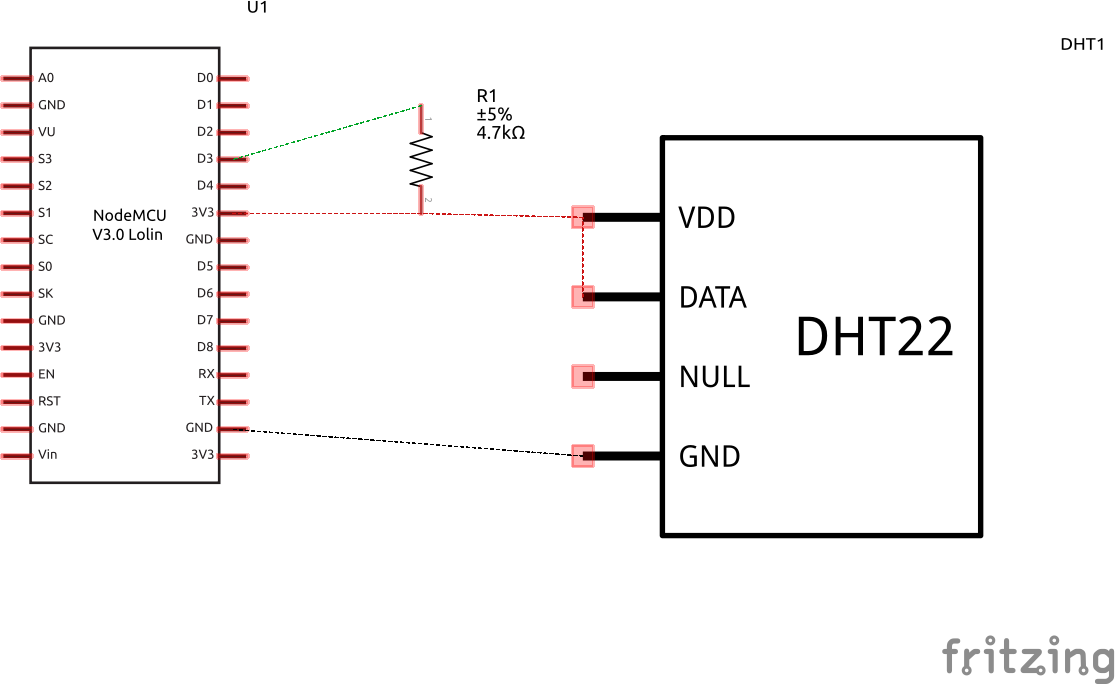 U1
DHT1
A0
GND
VU
S3
S2
S1
SC
S0
SK
GND
3V3
EN
RST
GND
Vin
NodeMCU
V3.0 Lolin
D0
D1
D2
D3
D4
3V3
GND
D5
D6
D7
D8
RX
TX
GND
3V3
1
2
R1
±5%
4.7kΩ
VDD
DATA
NULL
GND
DHT22
fritzing